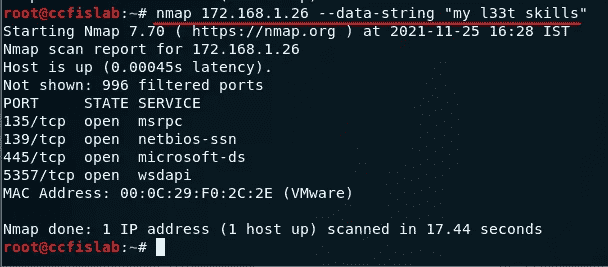 root@ccfislab:~# nmap 172.168.1.26 --data-string "my l33t skills"
Starting Nmap 7.70 ( https://nmap.org ) at 2021-11-25 16:28 IST
Nmap scan report for 172.168.1.26
Host is up (0.00045s latency).
Not shown: 996 filtered ports
PORT     STATE SERVICE
135/tcp  open  msrpc
139/tcp  open  netbios-ssn
445/tcp  open  microsoft-ds
5357/tcp open  wsdapi
MAC Address: 00:0C:29:F0:2C:2E (VMware)
Nmap done: 1 IP address (1 host up) scanned in 17.44 seconds
root@ccfislab:~#